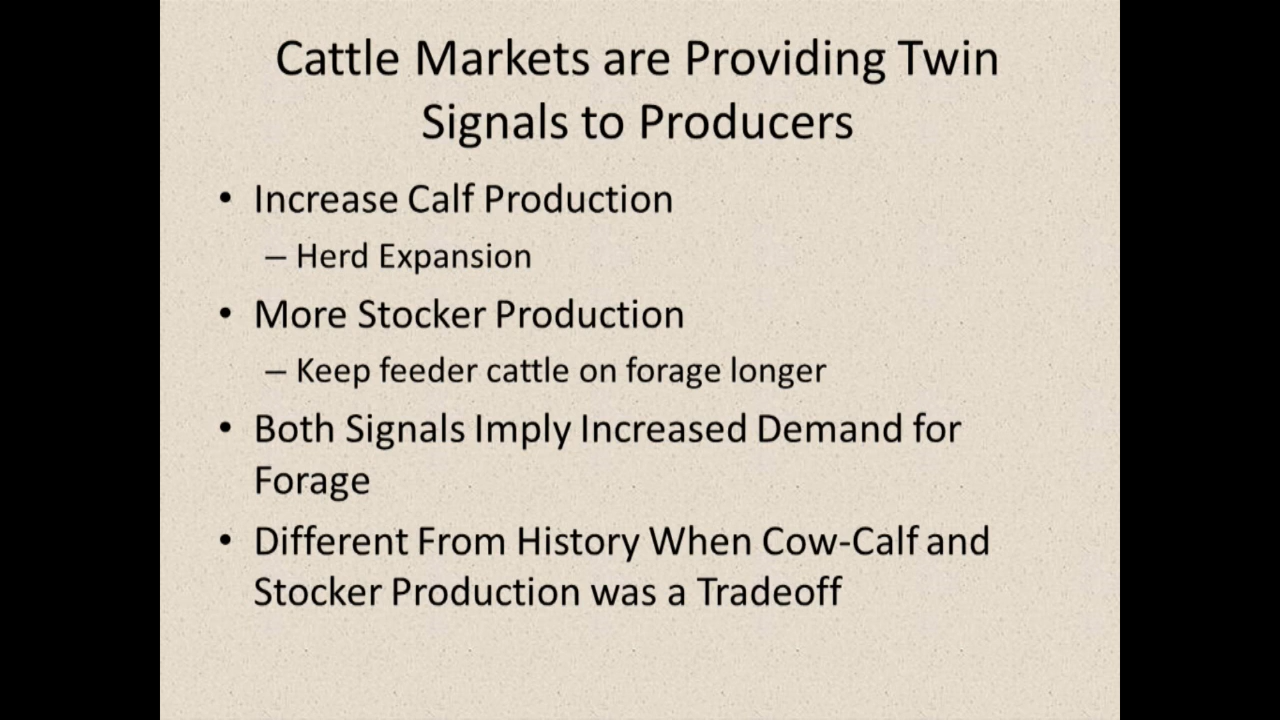 Cattle Markets are Providing Twin
Signals to Producers
• Increase Calf Production
– Herd Expansion
• More Stocker Production
– Keep feeder cattle on forage longer
• Both Signals Imply Increased Demand for
Forage
• Different From History When Cow-Calf and
Stocker Production was a Tradeoff